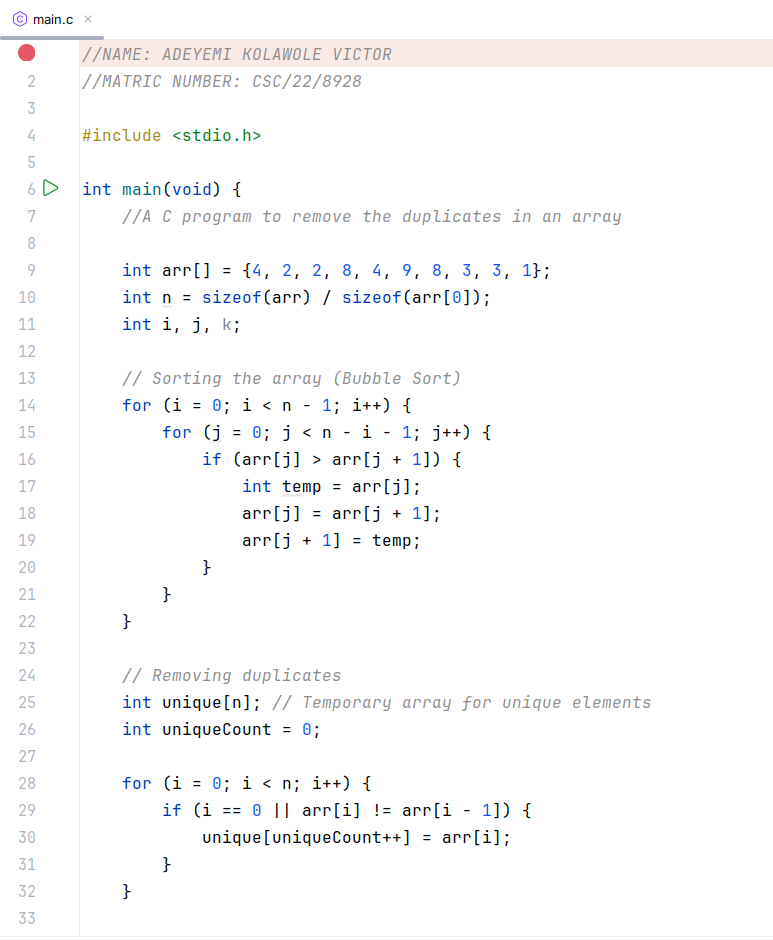 main.c
//NAME: ADEYEMI KOLAWOLE VICTOR
2 //MATRIC NUMBER: CSC/22/8928
3
4 #include <stdio.h>
5
6 int main(void) {
7     //A C program to remove the duplicates in an array
8
9     int arr[] = {4, 2, 2, 8, 4, 9, 8, 3, 3, 1};
10     int n = sizeof(arr) / sizeof(arr[0]);
11     int i, j, k;
12
13     // Sorting the array (Bubble Sort)
14     for (i = 0; i < n - 1; i++) {
15         for (j = 0; j < n - i - 1; j++) {
16             if (arr[j] > arr[j + 1]) {
17                 int temp = arr[j];
18                 arr[j] = arr[j + 1];
19                 arr[j + 1] = temp;
20             }
21         }
22     }
23
24     // Removing duplicates
25     int unique[n]; // Temporary array for unique elements
26     int uniqueCount = 0;
27
28     for (i = 0; i < n; i++) {
29         if (i == 0 || arr[i] != arr[i - 1]) {
30             unique[uniqueCount++] = arr[i];
31         }
32     }
33